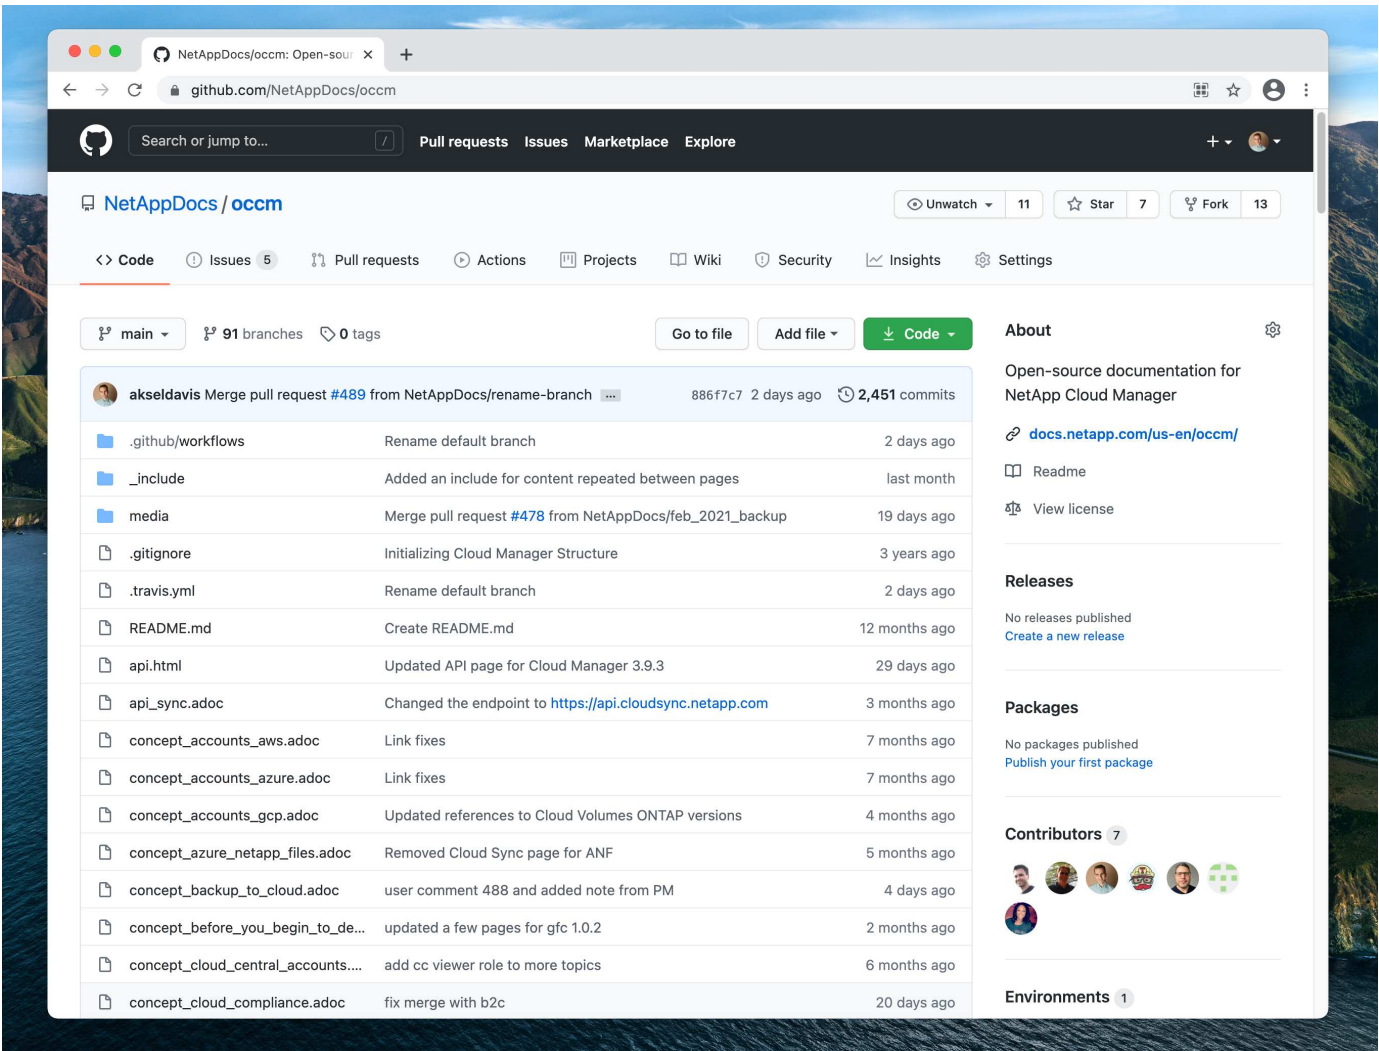 NetAppDocs/occm: Open-sour
github.com/NetAppDocs/occm
Search or jump to... /
Pull requests Issues Marketplace Explore
NetAppDocs / occm
Unwatch 11 Star 7 Fork 13
Code Issues 5 Pull requests Actions Projects Wiki Security Insights Settings
main 91 branches 0 tags Go to file Add file Code
akseldavis Merge pull request #489 from NetAppDocs/rename-branch ... 886f7c7 2 days ago 2,451 commits
.github/workflows Rename default branch 2 days ago
_include Added an include for content repeated between pages last month
media Merge pull request #478 from NetAppDocs/feb_2021_backup 19 days ago
.gitignore Initializing Cloud Manager Structure 3 years ago
.travis.yml Rename default branch 2 days ago
README.md Create README.md 12 months ago
api.html Updated API page for Cloud Manager 3.9.3 29 days ago
api_sync.adoc Changed the endpoint to https://api.cloudsync.netapp.com 3 months ago
concept_accounts_aws.adoc Link fixes 7 months ago
concept_accounts_azure.adoc Link fixes 7 months ago
concept_accounts_gcp.adoc Updated references to Cloud Volumes ONTAP versions 4 months ago
concept_azure_netapp_files.adoc Removed Cloud Sync page for ANF 5 months ago
concept_backup_to_cloud.adoc user comment 488 and added note from PM 4 days ago
concept_before_you_begin_to_de... updated a few pages for gfc 1.0.2 2 months ago
concept_cloud_central_accounts.... add cc viewer role to more topics 6 months ago
concept_cloud_compliance.adoc fix merge with b2c 20 days ago
About
Open-source documentation for
NetApp Cloud Manager
docs.netapp.com/us-en/occm/
Readme
View license
Releases
No releases published
Create a new release
Packages
No packages published
Publish your first package
Contributors 7
Environments 1